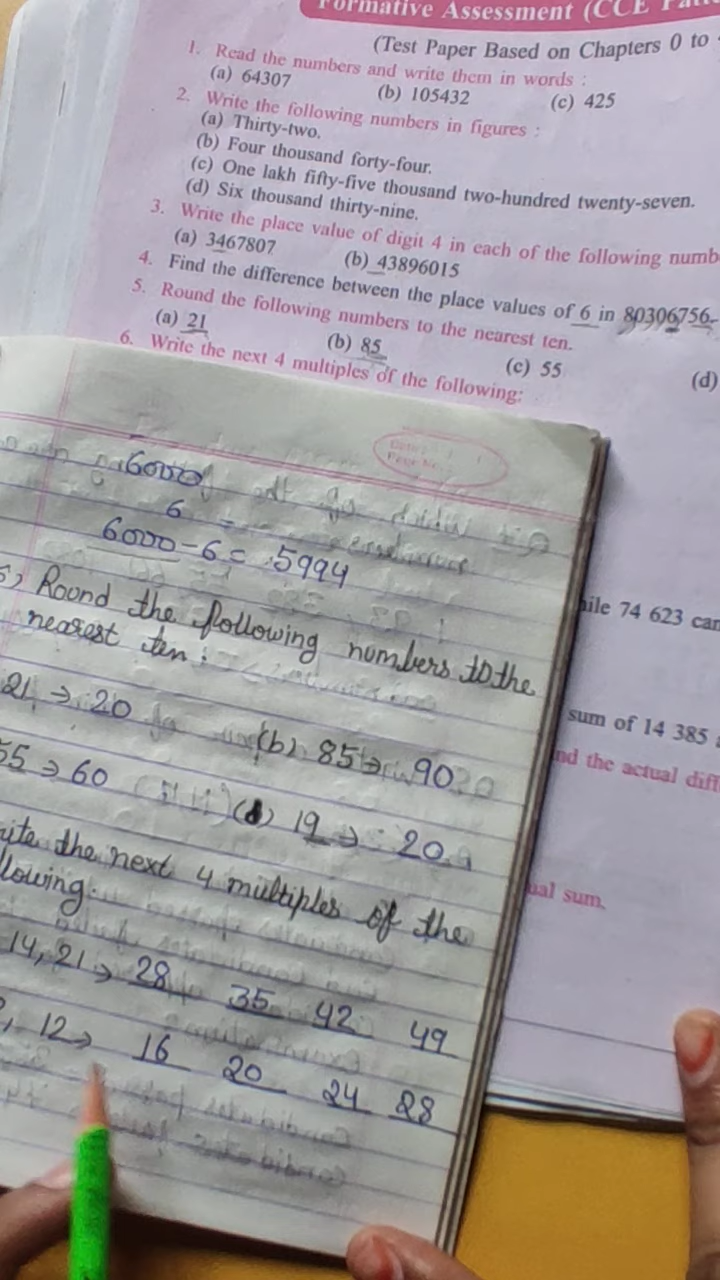 Formative Assessment (CCE
(Test Paper Based on Chapters 0 to
1. Read the numbers and write them in words :
(a) 64307 (b) 105432 (c) 425
2. Write the following numbers in figures :
(a) Thirty-two.
(b) Four thousand forty-four.
(c) One lakh fifty-five thousand two-hundred twenty-seven.
(d) Six thousand thirty-nine.
3. Write the place value of digit 4 in each of the following numb
(a) 3467807 (b) 43896015
4. Find the difference between the place values of 6 in 80306756.
5. Round the following numbers to the nearest ten.
(a) 21 (b) 85 (c) 55 (d)
6. Write the next 4 multiples of the following:
6000
6
6000 - 6 = 5994
5, Round the following numbers to the
nearest ten :
21 → 20 (b) 85 → 90
55 → 60 (d) 19 → 20
ite the next 4 multiples of the
llowing.
14, 21 → 28 35 42 49
, 12 → 16 20 24 28
hile 74 623 can
sum of 14 385
nd the actual diff
ual sum.